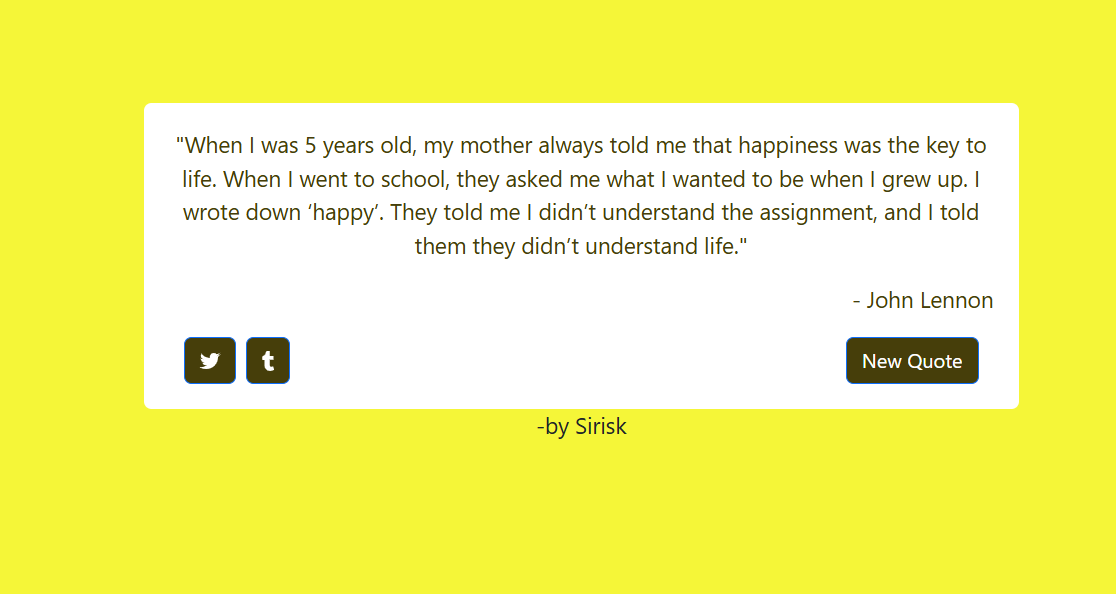 "When I was 5 years old, my mother always told me that happiness was the key to
life. When I went to school, they asked me what I wanted to be when I grew up. I
wrote down ‘happy’. They told me I didn’t understand the assignment, and I told
them they didn’t understand life."
- John Lennon
New Quote
-by Sirisk